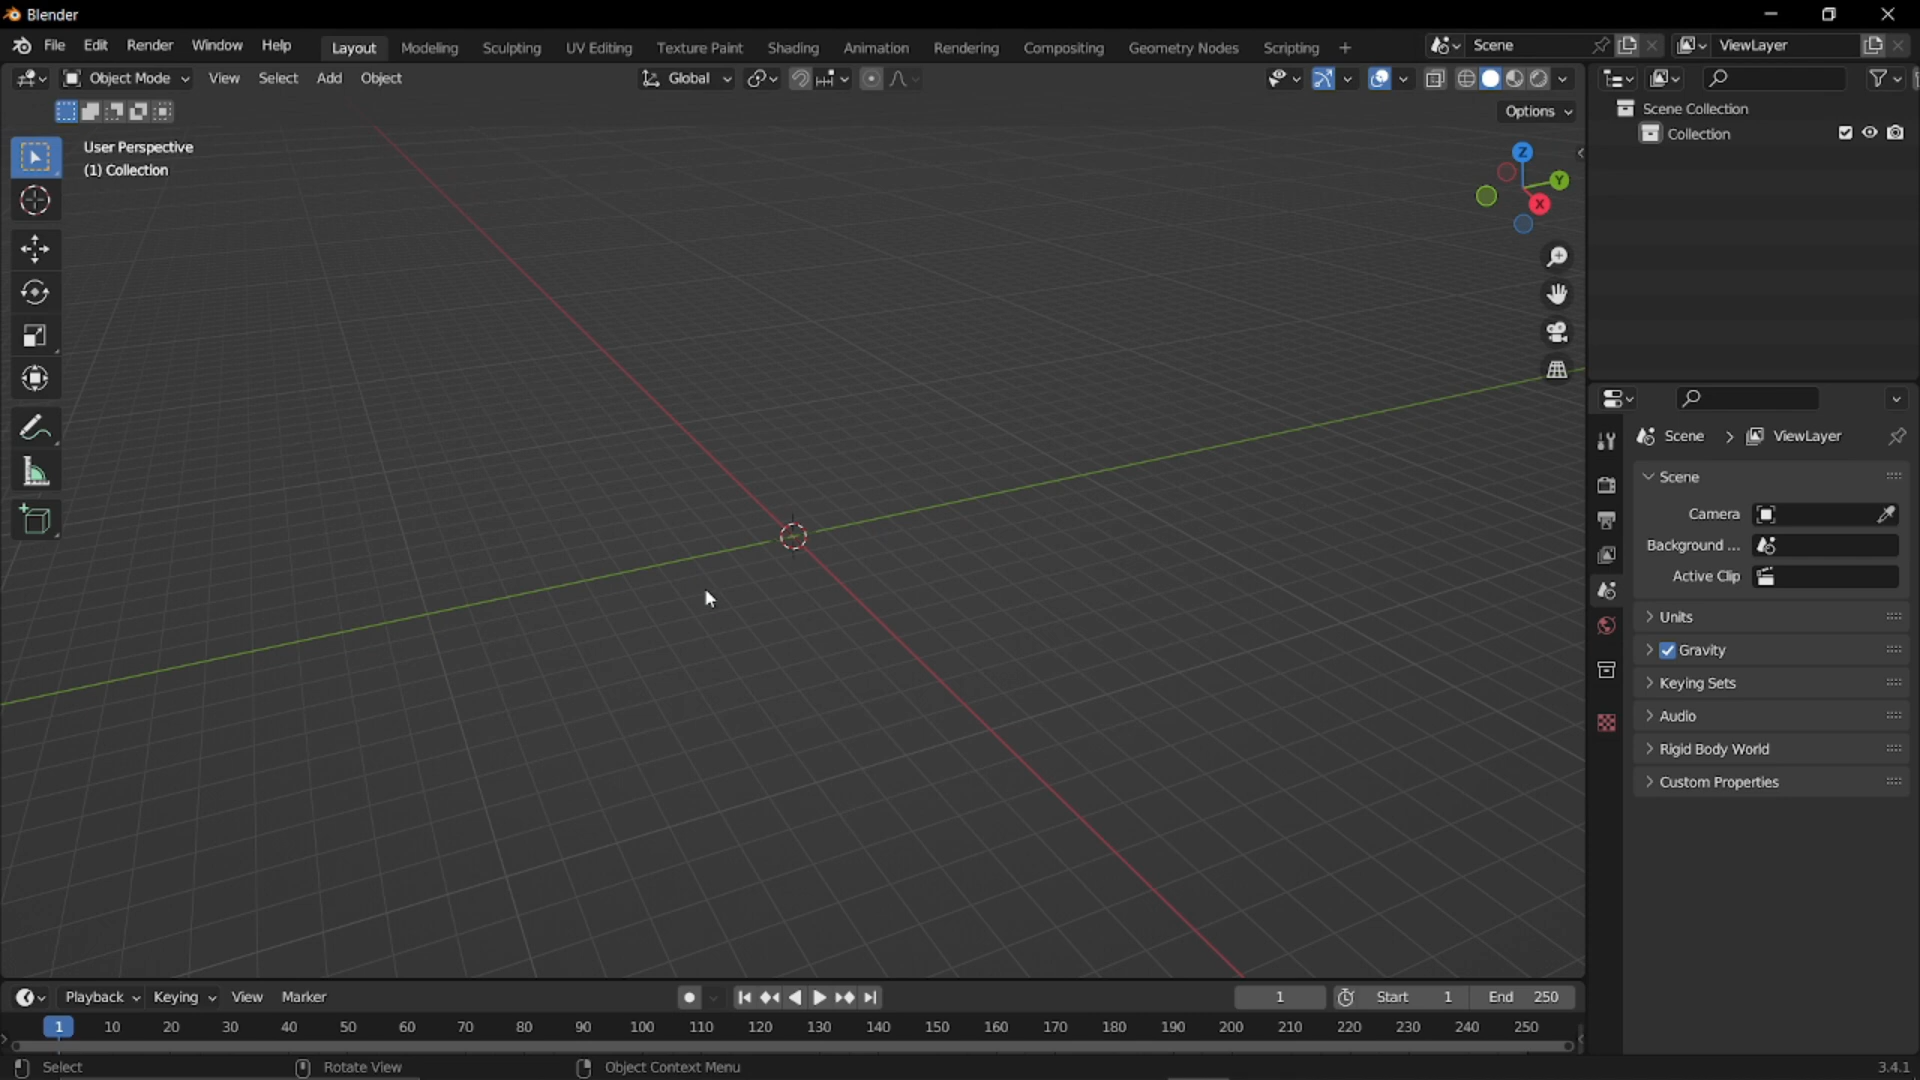 Blender
File Edit Render Window Help Layout Modeling Sculpting UV Editing Texture Paint Shading Animation Rendering Compositing Geometry Nodes Scripting + Scene ViewLayer
Object Mode View Select Add Object Global
Options
User Perspective
(1) Collection
Z
Y
X
Scene Collection
Collection
Scene > ViewLayer
Scene
Camera
Background ...
Active Clip
Units
Gravity
Keying Sets
Audio
Rigid Body World
Custom Properties
Playback Keying View Marker 1 Start 1 End 250
1 10 20 30 40 50 60 70 80 90 100 110 120 130 140 150 160 170 180 190 200 210 220 230 240 250
Select Rotate View Object Context Menu 3.4.1